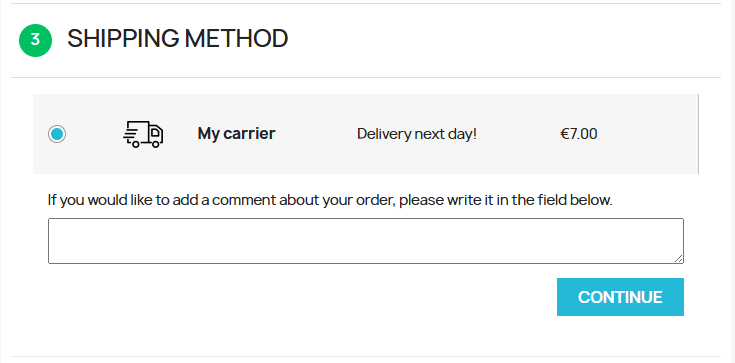 3 SHIPPING METHOD
My carrier Delivery next day! €7.00
If you would like to add a comment about your order, please write it in the field below.
CONTINUE